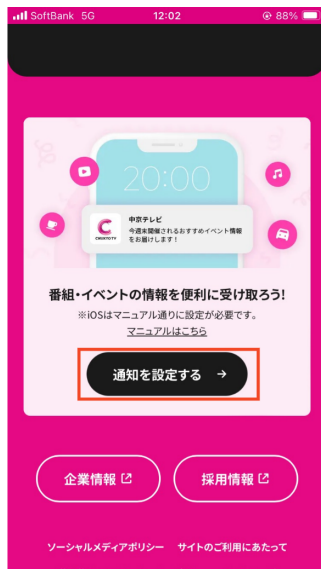 SoftBank 5G 12:02 88%
20:00
中京テレビ
今週末開催されるおすすめイベント情報
をお届けします！
CHUKYO TV
番組・イベントの情報を便利に受け取ろう!
※iOSはマニュアル通りに設定が必要です。
マニュアルはこちら
通知を設定する →
企業情報
採用情報
ソーシャルメディアポリシー サイトのご利用にあたって